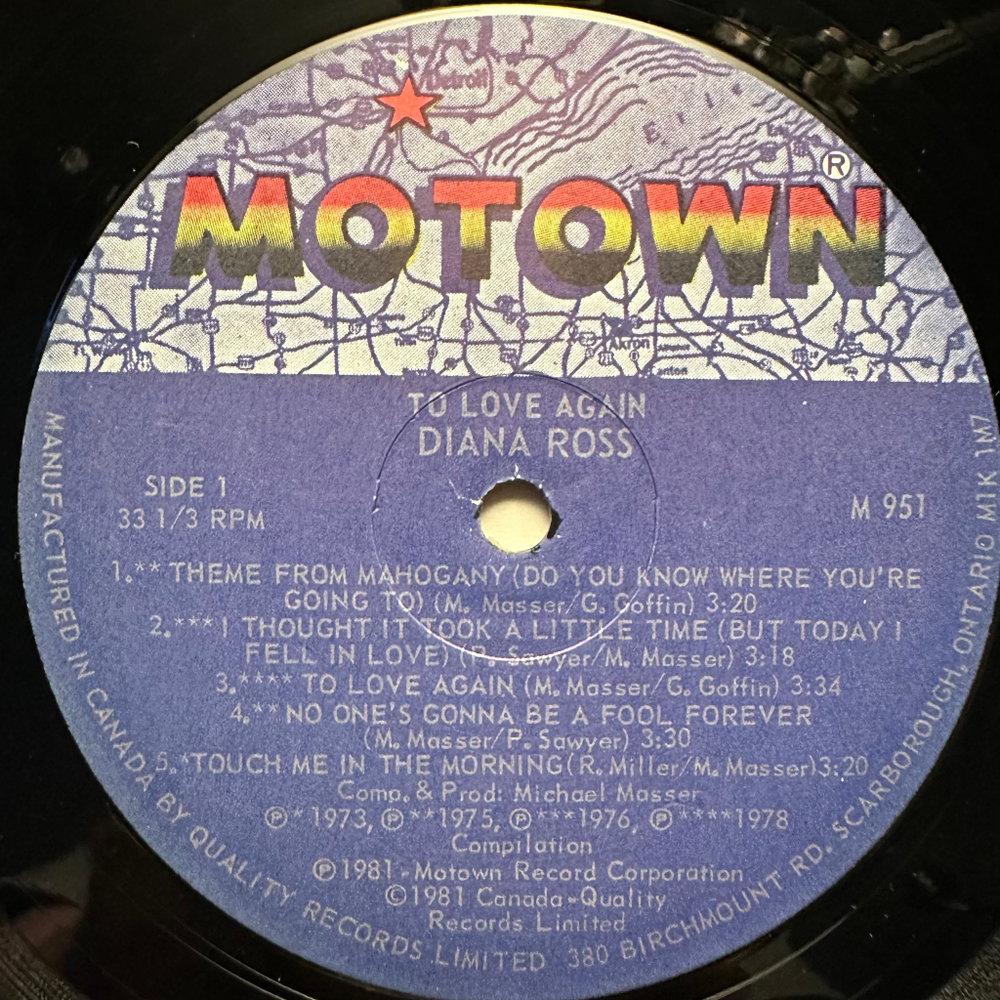 Detroit
MOTOWN®
Akron
TO LOVE AGAIN
DIANA ROSS
SIDE 1
33 1/3 RPM
M 951
1.** THEME FROM MAHOGANY (DO YOU KNOW WHERE YOU'RE
GOING TO) (M. Masser/G. Goffin) 3:20
2.*** I THOUGHT IT TOOK A LITTLE TIME (BUT TODAY I
FELL IN LOVE) (P. Sawyer/M. Masser) 3:18
3.**** TO LOVE AGAIN (M. Masser/G. Goffin) 3:34
4.** NO ONE'S GONNA BE A FOOL FOREVER
(M. Masser/P. Sawyer) 3:30
5.*TOUCH ME IN THE MORNING(R. Miller/M. Masser)3:20
Comp. & Prod: Michael Masser
℗* 1973, ℗**1975, ℗***1976, ℗****1978
Compilation
℗1981-Motown Record Corporation
©1981 Canada-Quality
Records Limited
MANUFACTURED IN CANADA BY QUALITY RECORDS LIMITED 380 BIRCHMOUNT RD. SCARBOROUGH, ONTARIO M1K 1M7